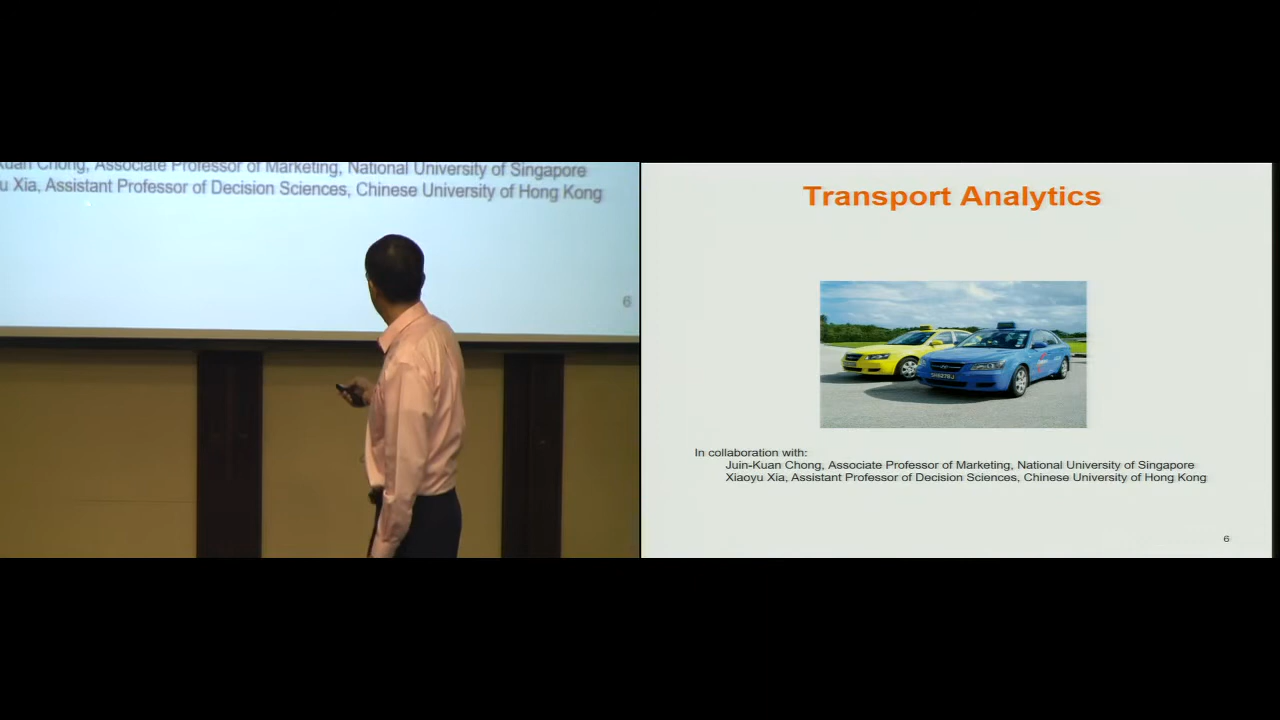 Kuan Chong, Associate Professor of Marketing, National University of Singapore
u Xia, Assistant Professor of Decision Sciences, Chinese University of Hong Kong
6
Transport Analytics
In collaboration with:
Juin-Kuan Chong, Associate Professor of Marketing, National University of Singapore
Xiaoyu Xia, Assistant Professor of Decision Sciences, Chinese University of Hong Kong
6